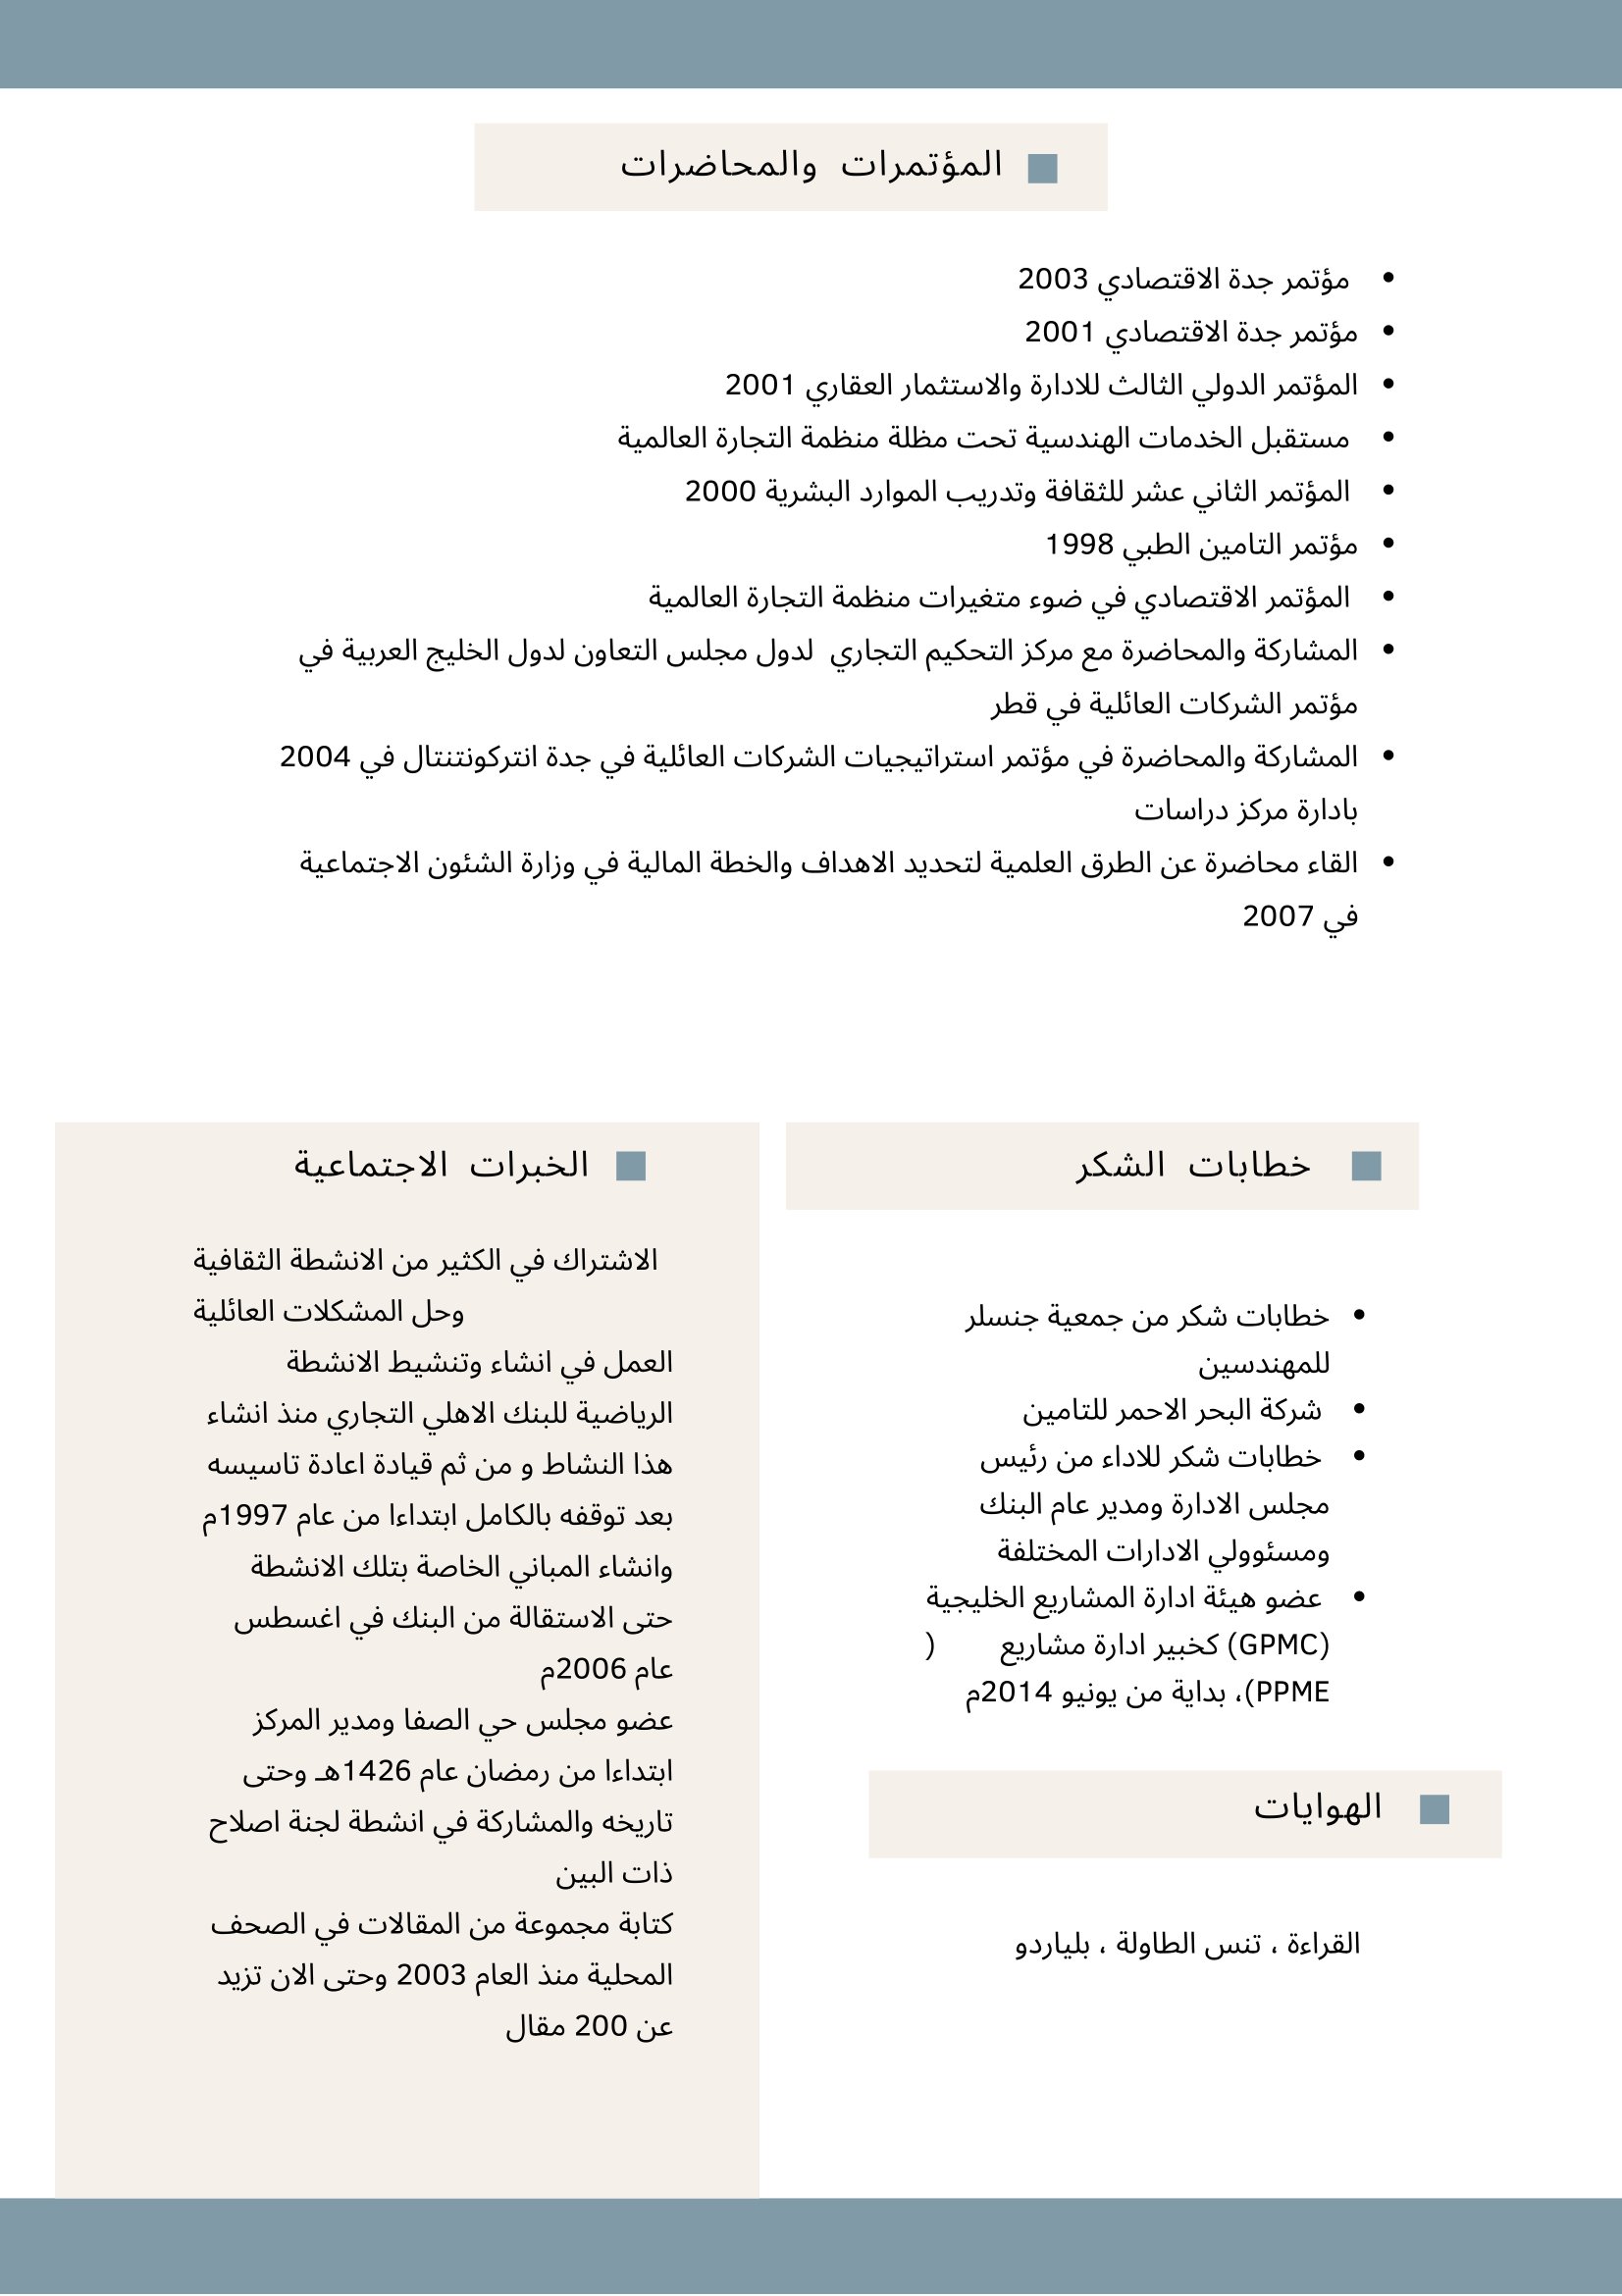 المؤتمرات والمحاضرات
• مؤتمر جدة الاقتصادي 2003
• مؤتمر جدة الاقتصادي 2001
• المؤتمر الدولي الثالث للادارة والاستثمار العقاري 2001
• مستقبل الخدمات الهندسية تحت مظلة منظمة التجارة العالمية
• المؤتمر الثاني عشر للثقافة وتدريب الموارد البشرية 2000
• مؤتمر التامين الطبي 1998
• المؤتمر الاقتصادي في ضوء متغيرات منظمة التجارة العالمية
• المشاركة والمحاضرة مع مركز التحكيم التجاري لدول مجلس التعاون لدول الخليج العربية في
مؤتمر الشركات العائلية في قطر
• المشاركة والمحاضرة في مؤتمر استراتيجيات الشركات العائلية في جدة انتركونتنتال في 2004
بادارة مركز دراسات
• القاء محاضرة عن الطرق العلمية لتحديد الاهداف والخطة المالية في وزارة الشئون الاجتماعية
في 2007
خطابات الشكر
• خطابات شكر من جمعية جنسلر
للمهندسين
• شركة البحر الاحمر للتامين
• خطابات شكر للاداء من رئيس
مجلس الادارة ومدير عام البنك
ومسئوولي الادارات المختلفة
• عضو هيئة ادارة المشاريع الخليجية
(GPMC) كخبير ادارة مشاريع (
PPME)، بداية من يونيو 2014م
الهوايات
القراءة ، تنس الطاولة ، بلياردو
الخبرات الاجتماعية
الاشتراك في الكثير من الانشطة الثقافية
وحل المشكلات العائلية
العمل في انشاء وتنشيط الانشطة
الرياضية للبنك الاهلي التجاري منذ انشاء
هذا النشاط و من ثم قيادة اعادة تاسيسه
بعد توقفه بالكامل ابتداءا من عام 1997م
وانشاء المباني الخاصة بتلك الانشطة
حتى الاستقالة من البنك في اغسطس
عام 2006م
عضو مجلس حي الصفا ومدير المركز
ابتداءا من رمضان عام 1426هـ وحتى
تاريخه والمشاركة في انشطة لجنة اصلاح
ذات البين
كتابة مجموعة من المقالات في الصحف
المحلية منذ العام 2003 وحتى الان تزيد
عن 200 مقال